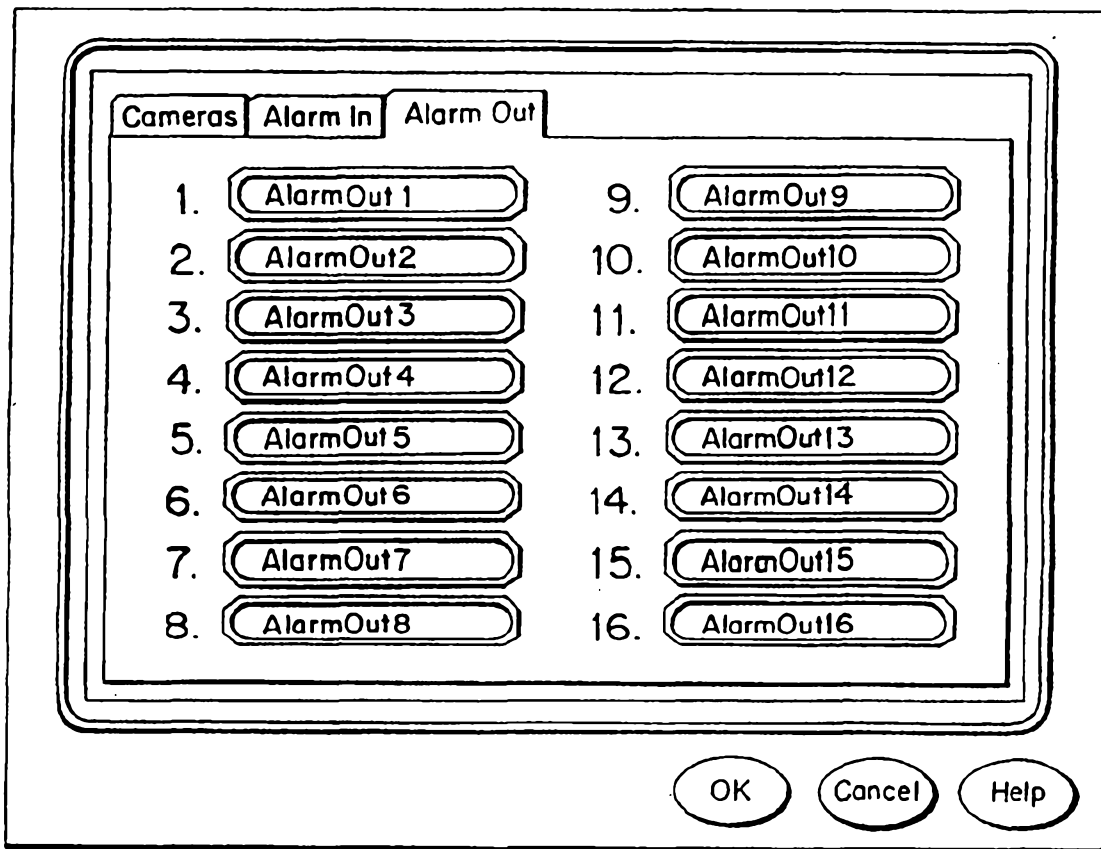 Cameras Alarm In Alarm Out
1. AlarmOut 1
2. AlarmOut2
3. AlarmOut3
4. AlarmOut4
5. AlarmOut5
6. AlarmOut6
7. AlarmOut7
8. AlarmOut8
9. AlarmOut9
10. AlarmOut10
11. AlarmOut11
12. AlarmOut12
13. AlarmOut13
14. AlarmOut14
15. AlarmOut15
16. AlarmOut16
OK Cancel Help